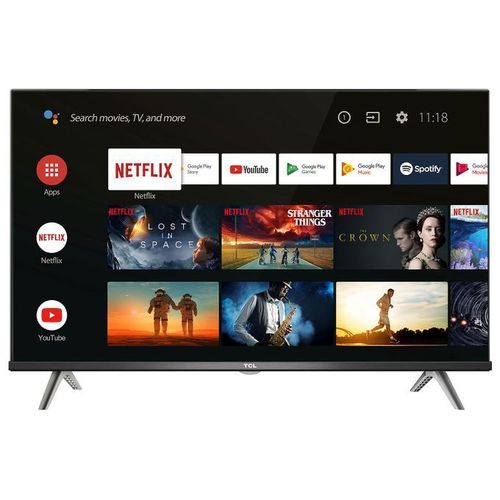 Search movies, TV, and more
11:18
Apps
NETFLIX
Google Play
Store
YouTube
Google Play
Games
Google Play
Music
Spotify
Google Play
Movies
Netflix
NETFLIX
Netflix
NETFLIX
LOST
IN
SPACE
NETFLIX
STRANGER
THINGS
NETFLIX
THE
CROWN
NETFLIX
YouTube
TCL